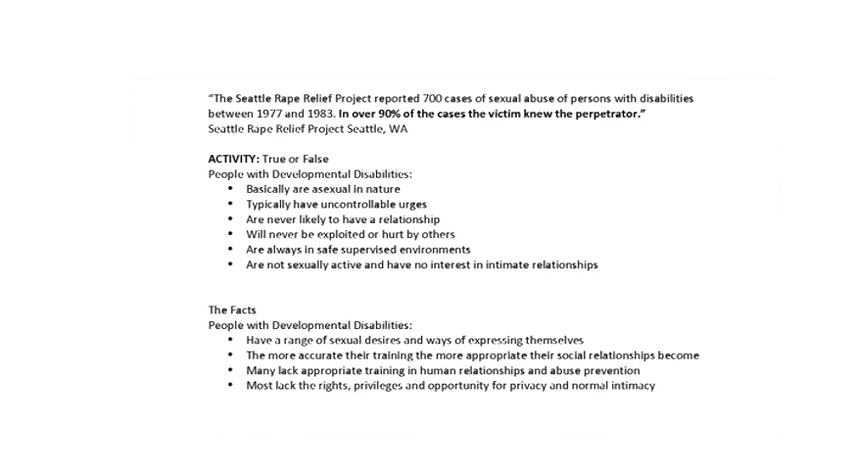 “The Seattle Rape Relief Project reported 700 cases of sexual abuse of persons with disabilities
between 1977 and 1983. In over 90% of the cases the victim knew the perpetrator.”
Seattle Rape Relief Project Seattle, WA
ACTIVITY: True or False
People with Developmental Disabilities:
• Basically are asexual in nature
• Typically have uncontrollable urges
• Are never likely to have a relationship
• Will never be exploited or hurt by others
• Are always in safe supervised environments
• Are not sexually active and have no interest in intimate relationships
The Facts
People with Developmental Disabilities:
• Have a range of sexual desires and ways of expressing themselves
• The more accurate their training the more appropriate their social relationships become
• Many lack appropriate training in human relationships and abuse prevention
• Most lack the rights, privileges and opportunity for privacy and normal intimacy